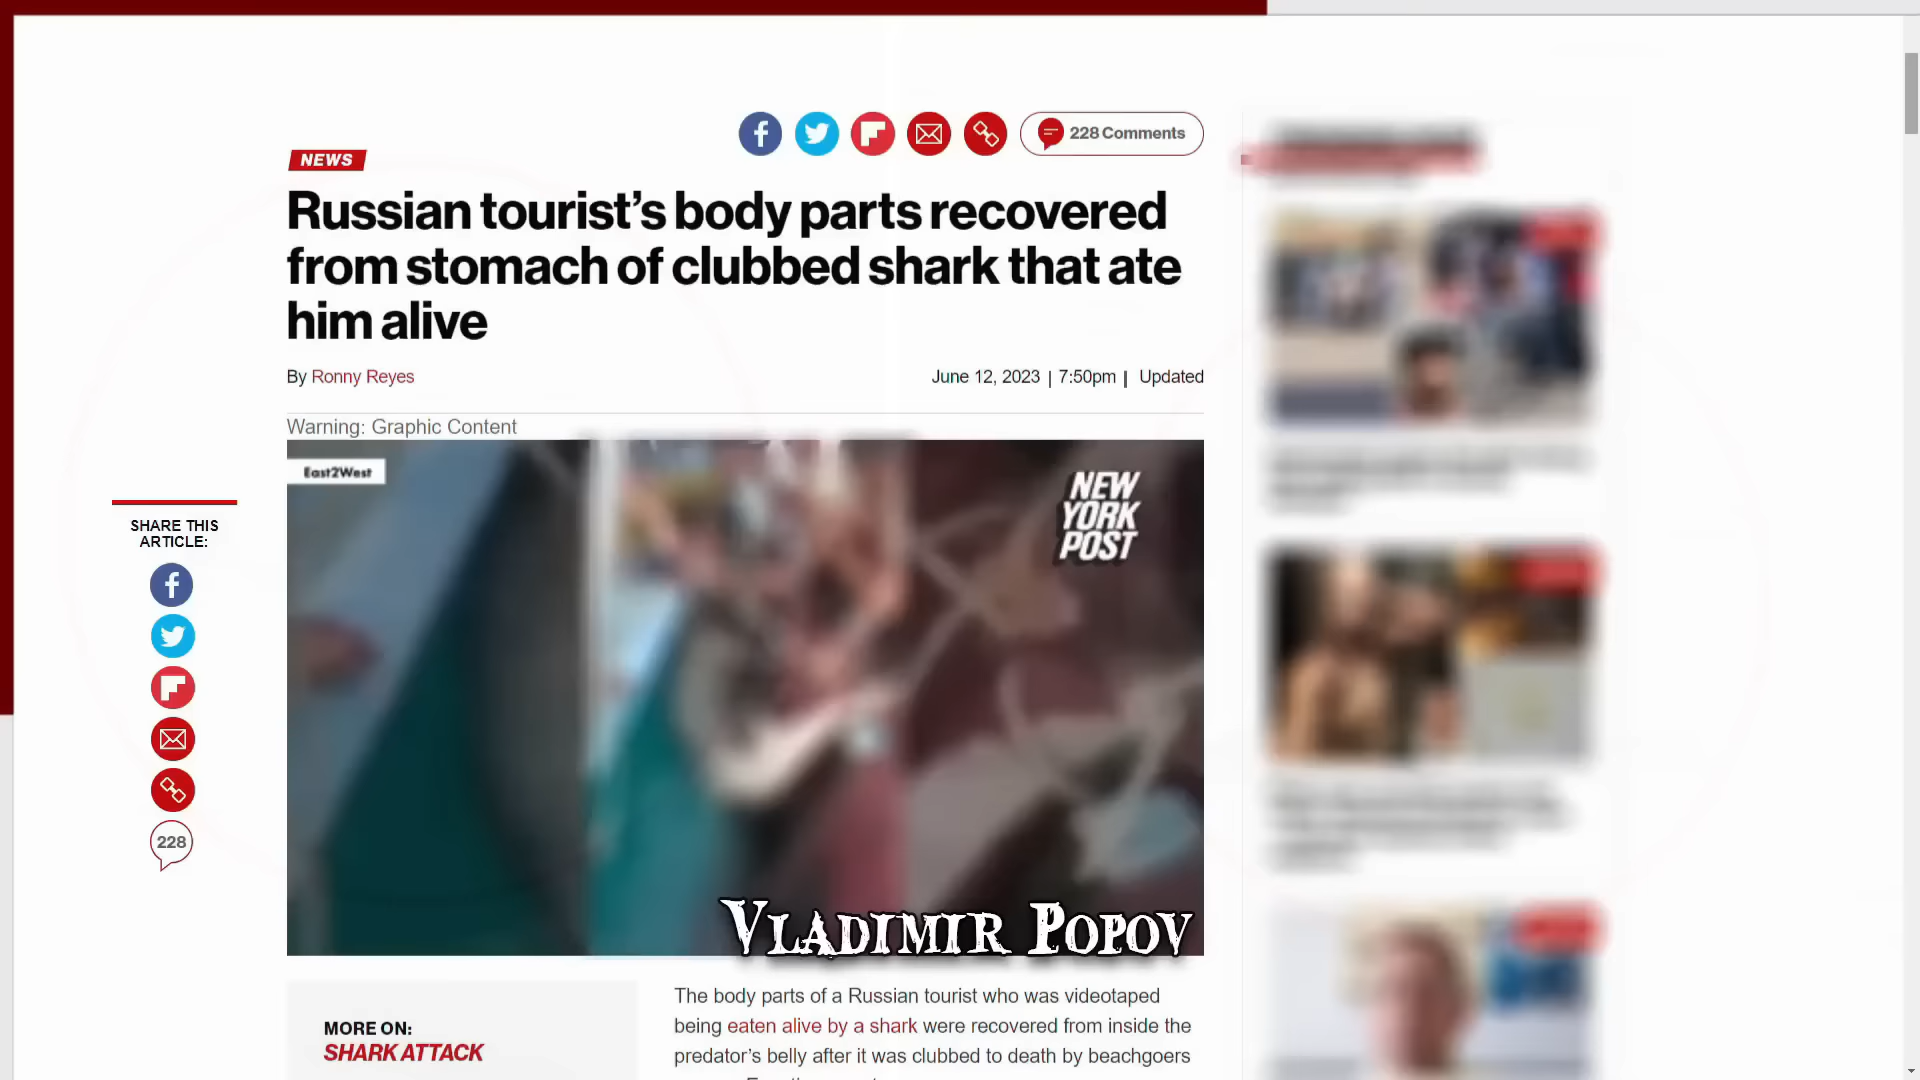 228 Comments
NEWS
Russian tourist’s body parts recovered
from stomach of clubbed shark that ate
him alive
By Ronny Reyes
June 12, 2023 | 7:50pm | Updated
Warning: Graphic Content
East2West
NEW
YORK
POST
SHARE THIS
ARTICLE:
228
Vladimir Popov
MORE ON:
SHARK ATTACK
The body parts of a Russian tourist who was videotaped
being eaten alive by a shark were recovered from inside the
predator’s belly after it was clubbed to death by beachgoers